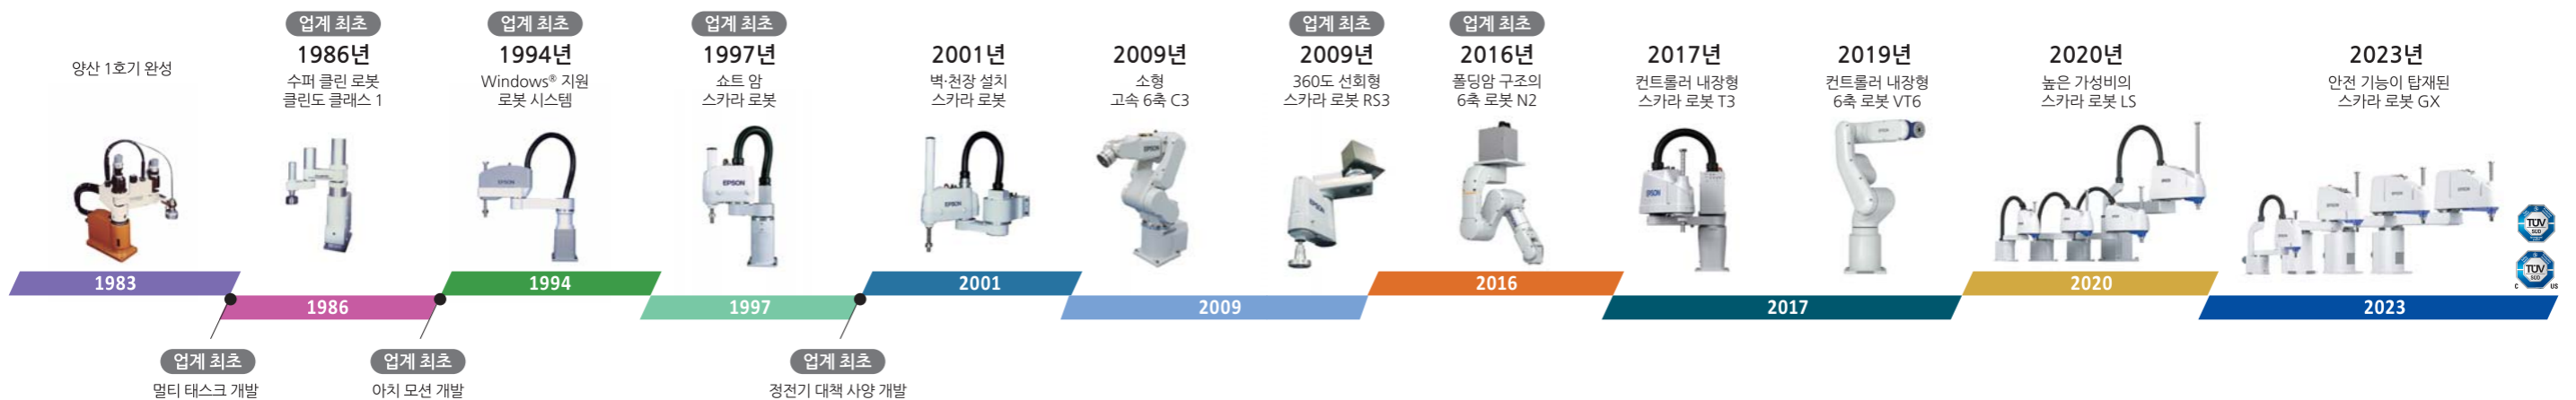 양산 1호기 완성
업계 최초
1986년
수퍼 클린 로봇
클린도 클래스 1
업계 최초
1994년
Windows® 지원
로봇 시스템
업계 최초
1997년
쇼트 암
스카라 로봇
2001년
벽·천장 설치
스카라 로봇
2009년
소형
고속 6축 C3
업계 최초
2009년
360도 선회형
스카라 로봇 RS3
업계 최초
2016년
폴딩암 구조의
6축 로봇 N2
2017년
컨트롤러 내장형
스카라 로봇 T3
2019년
컨트롤러 내장형
6축 로봇 VT6
2020년
높은 가성비의
스카라 로봇 LS
2023년
안전 기능이 탑재된
스카라 로봇 GX
EPSON
EPSON
EPSON
EPSON
EPSON
EPSON
EPSON
TÜV
SÜD
TÜV
SÜD
C US
1983
1986
1994
1997
2001
2009
2016
2017
2020
2023
업계 최초
멀티 태스크 개발
업계 최초
아치 모션 개발
업계 최초
정전기 대책 사양 개발